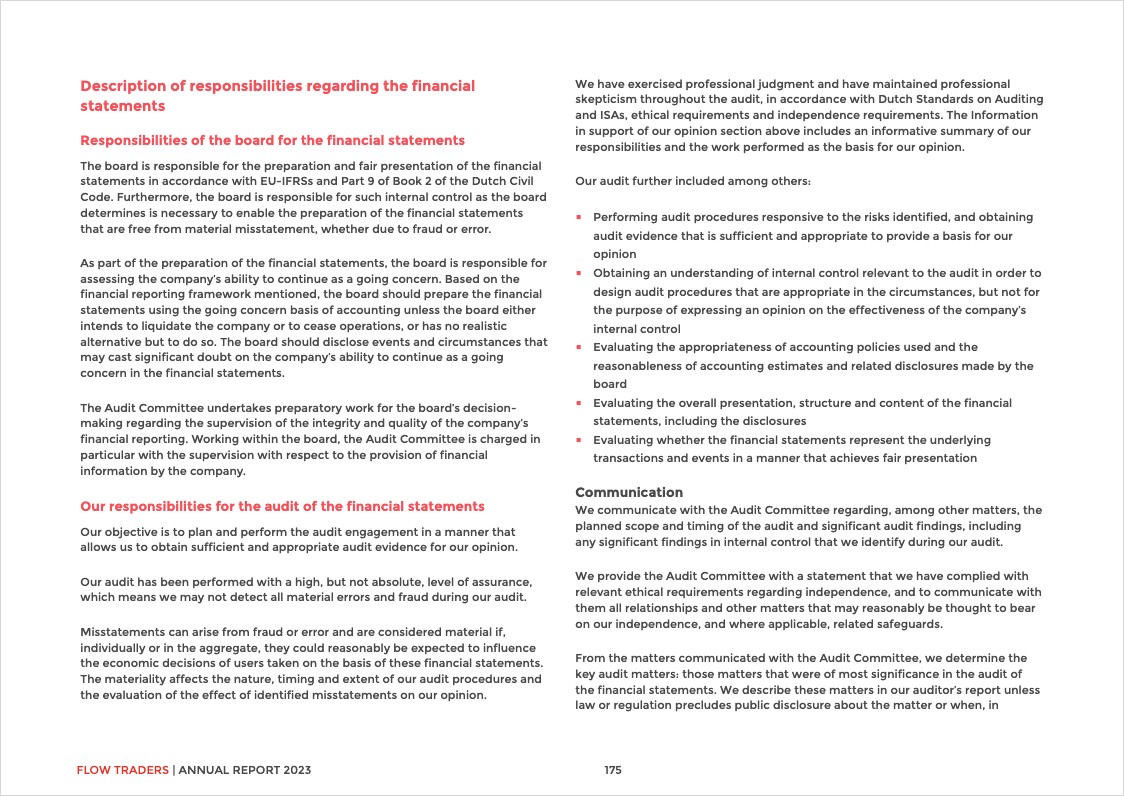 Description of responsibilities regarding the financial
statements
Responsibilities of the board for the financial statements
The board is responsible for the preparation and fair presentation of the financial
statements in accordance with EU-IFRSs and Part 9 of Book 2 of the Dutch Civil
Code. Furthermore, the board is responsible for such internal control as the board
determines is necessary to enable the preparation of the financial statements
that are free from material misstatement, whether due to fraud or error.
As part of the preparation of the financial statements, the board is responsible for
assessing the company's ability to continue as a going concern. Based on the
financial reporting framework mentioned, the board should prepare the financial
statements using the going concern basis of accounting unless the board either
intends to liquidate the company or to cease operations, or has no realistic
alternative but to do so. The board should disclose events and circumstances that
may cast significant doubt on the company's ability to continue as a going
concern in the financial statements.
The Audit Committee undertakes preparatory work for the board's decision-
making regarding the supervision of the integrity and quality of the company's
financial reporting. Working within the board, the Audit Committee is charged in
particular with the supervision with respect to the provision of financial
information by the company.
Our responsibilities for the audit of the financial statements
Our objective is to plan and perform the audit engagement in a manner that
allows us to obtain sufficient and appropriate audit evidence for our opinion.
Our audit has been performed with a high, but not absolute, level of assurance,
which means we may not detect all material errors and fraud during our audit.
Misstatements can arise from fraud or error and are considered material if,
individually or in the aggregate, they could reasonably be expected to influence
the economic decisions of users taken on the basis of these financial statements.
The materiality affects the nature, timing and extent of our audit procedures and
the evaluation of the effect of identified misstatements on our opinion.
We have exercised professional judgment and have maintained professional
skepticism throughout the audit, in accordance with Dutch Standards on Auditing
and ISAs, ethical requirements and independence requirements. The Information
in support of our opinion section above includes an informative summary of our
responsibilities and the work performed as the basis for our opinion.
Our audit further included among others:
▪ Performing audit procedures responsive to the risks identified, and obtaining
audit evidence that is sufficient and appropriate to provide a basis for our
opinion
▪ Obtaining an understanding of internal control relevant to the audit in order to
design audit procedures that are appropriate in the circumstances, but not for
the purpose of expressing an opinion on the effectiveness of the company's
internal control
▪ Evaluating the appropriateness of accounting policies used and the
reasonableness of accounting estimates and related disclosures made by the
board
▪ Evaluating the overall presentation, structure and content of the financial
statements, including the disclosures
▪ Evaluating whether the financial statements represent the underlying
transactions and events in a manner that achieves fair presentation
Communication
We communicate with the Audit Committee regarding, among other matters, the
planned scope and timing of the audit and significant audit findings, including
any significant findings in internal control that we identify during our audit.
We provide the Audit Committee with a statement that we have complied with
relevant ethical requirements regarding independence, and to communicate with
them all relationships and other matters that may reasonably be thought to bear
on our independence, and where applicable, related safeguards.
From the matters communicated with the Audit Committee, we determine the
key audit matters: those matters that were of most significance in the audit of
the financial statements. We describe these matters in our auditor's report unless
law or regulation precludes public disclosure about the matter or when, in
FLOW TRADERS | ANNUAL REPORT 2023
175